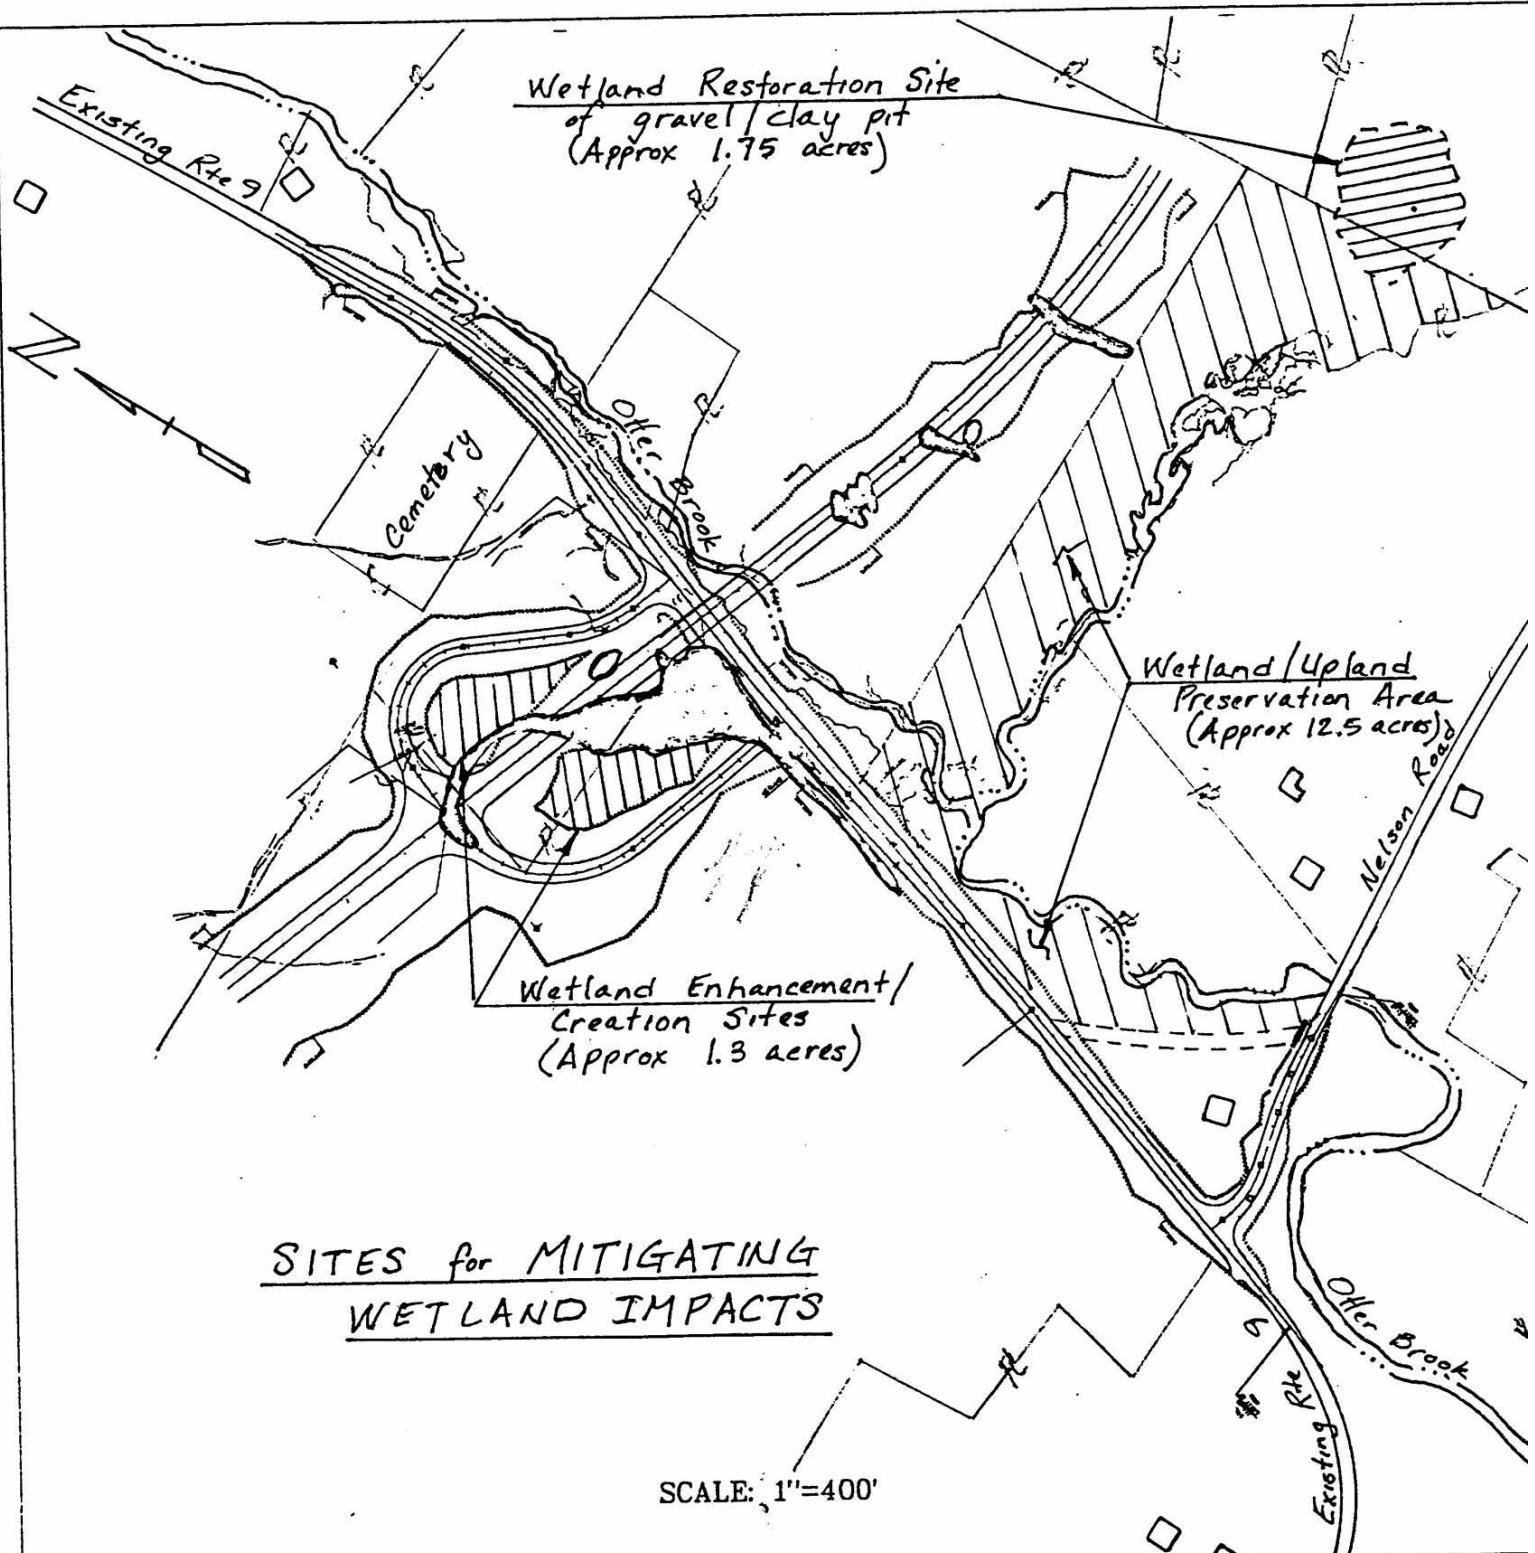 Wetland Restoration Site
of gravel/clay pit
(Approx 1.75 acres)
Existing Rte 9
Otter Brook
Cemetery
Wetland/Upland
Preservation Area
(Approx 12.5 acres)
Nelson Road
Wetland Enhancement/
Creation Sites
(Approx 1.3 acres)
SITES for MITIGATING
WETLAND IMPACTS
Otter Brook
Existing Rte 9
SCALE: 1"=400'
N